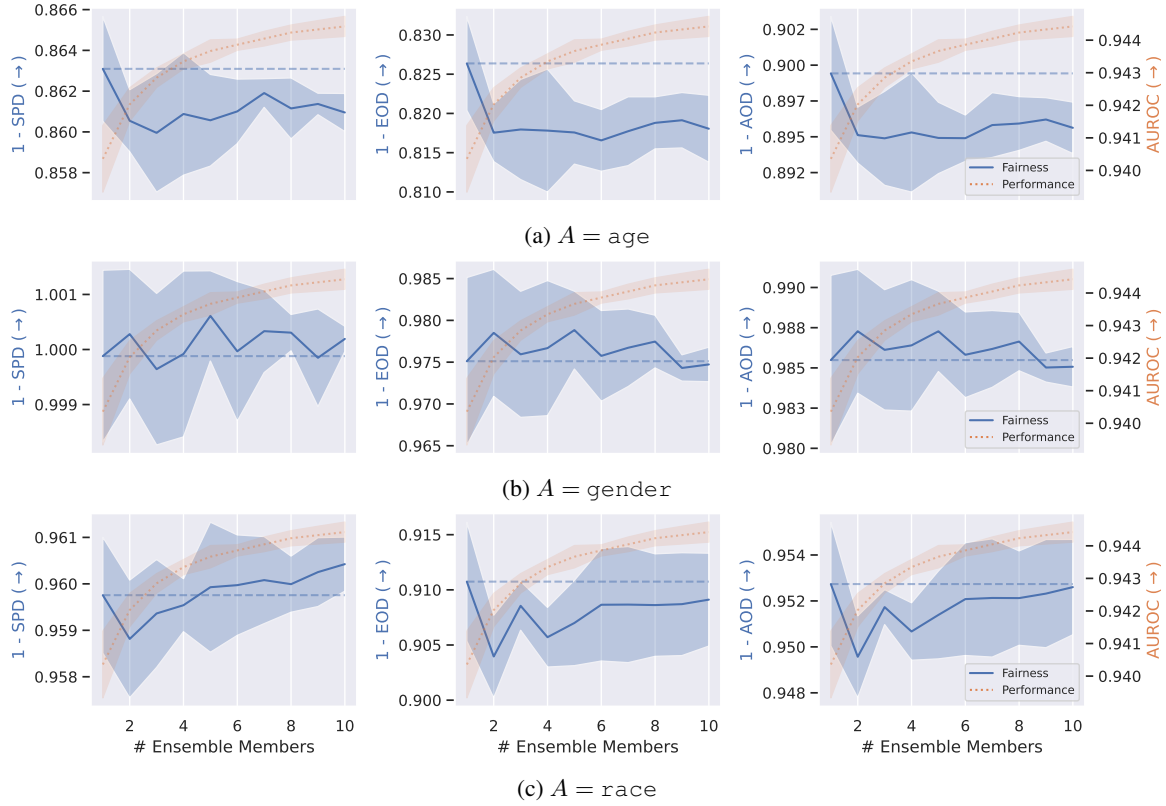 1 - SPD (→)
0.866
0.864
0.862
0.860
0.858
1 - EOD (→)
0.830
0.825
0.820
0.815
0.810
1 - AOD (→)
0.902
0.900
0.897
0.895
0.892
0.944
0.943
0.942
0.941
0.940
AUROC (→)
Fairness
Performance
(a) A = age
1 - SPD (→)
1.001
1.000
0.999
1 - EOD (→)
0.985
0.980
0.975
0.970
0.965
1 - AOD (→)
0.990
0.988
0.985
0.983
0.980
0.944
0.943
0.942
0.941
0.940
AUROC (→)
Fairness
Performance
(b) A = gender
1 - SPD (→)
0.961
0.960
0.959
0.958
2 4 6 8 10
# Ensemble Members
1 - EOD (→)
0.915
0.910
0.905
0.900
2 4 6 8 10
# Ensemble Members
1 - AOD (→)
0.954
0.952
0.950
0.948
2 4 6 8 10
# Ensemble Members
0.944
0.943
0.942
0.941
0.940
AUROC (→)
Fairness
Performance
(c) A = race